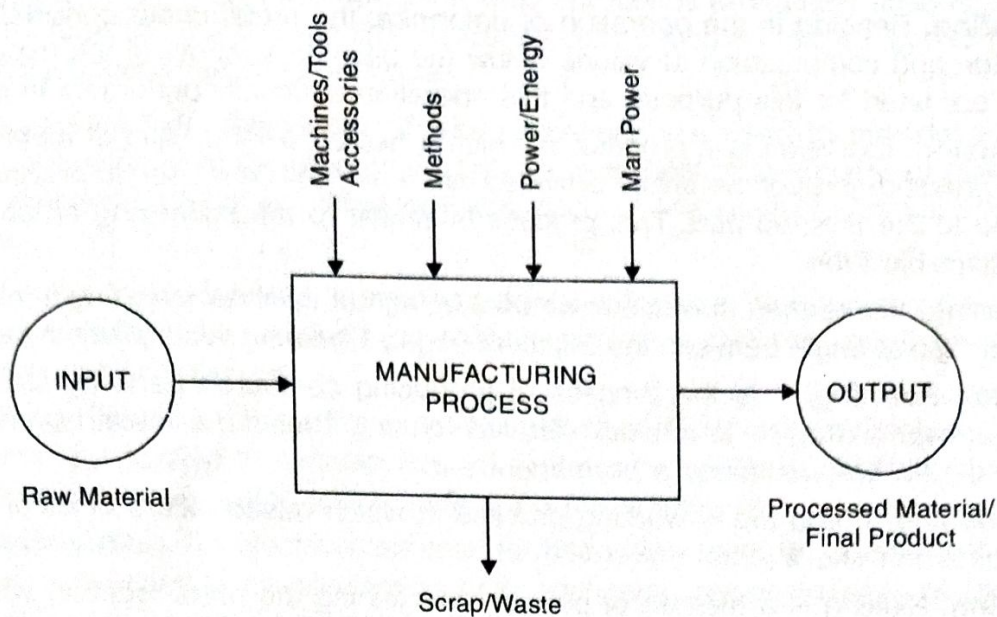 Machines/Tools
Accessories
Methods
Power/Energy
Man Power
INPUT
MANUFACTURING
PROCESS
OUTPUT
Raw Material
Processed Material/
Final Product
Scrap/Waste